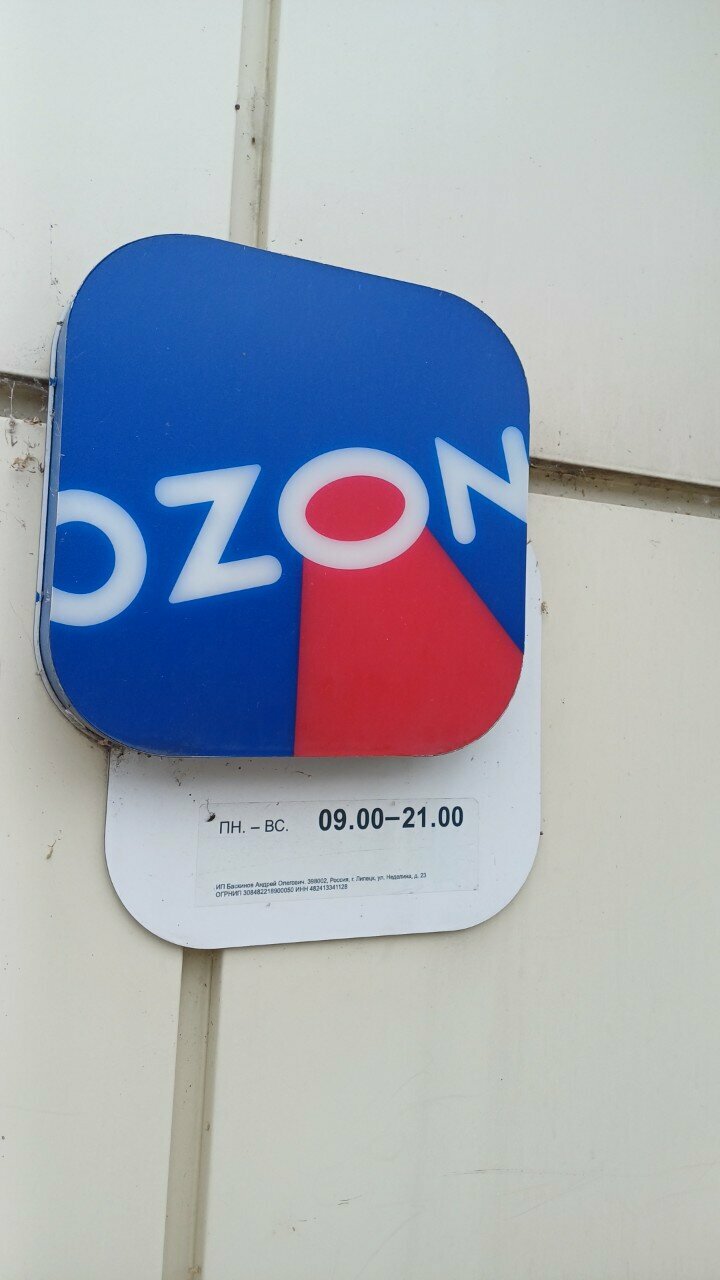 OZON
ПН. – ВС. 09.00–21.00
ИП Баскинов Андрей Олегович 398002, Россия, г. Липецк, ул. Неделина, д. 23
ОГРНИП 308482218900050 ИНН 482413341128